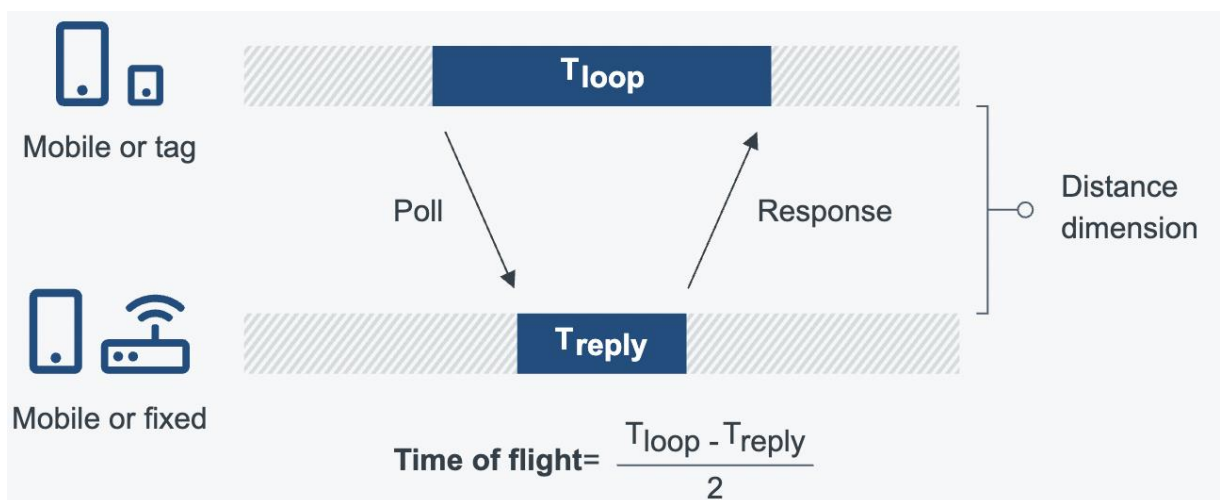 Tloop
Mobile or tag
Poll
Response
Distance
dimension
Treply
Mobile or fixed
Time of flight= Tloop - Treply
2